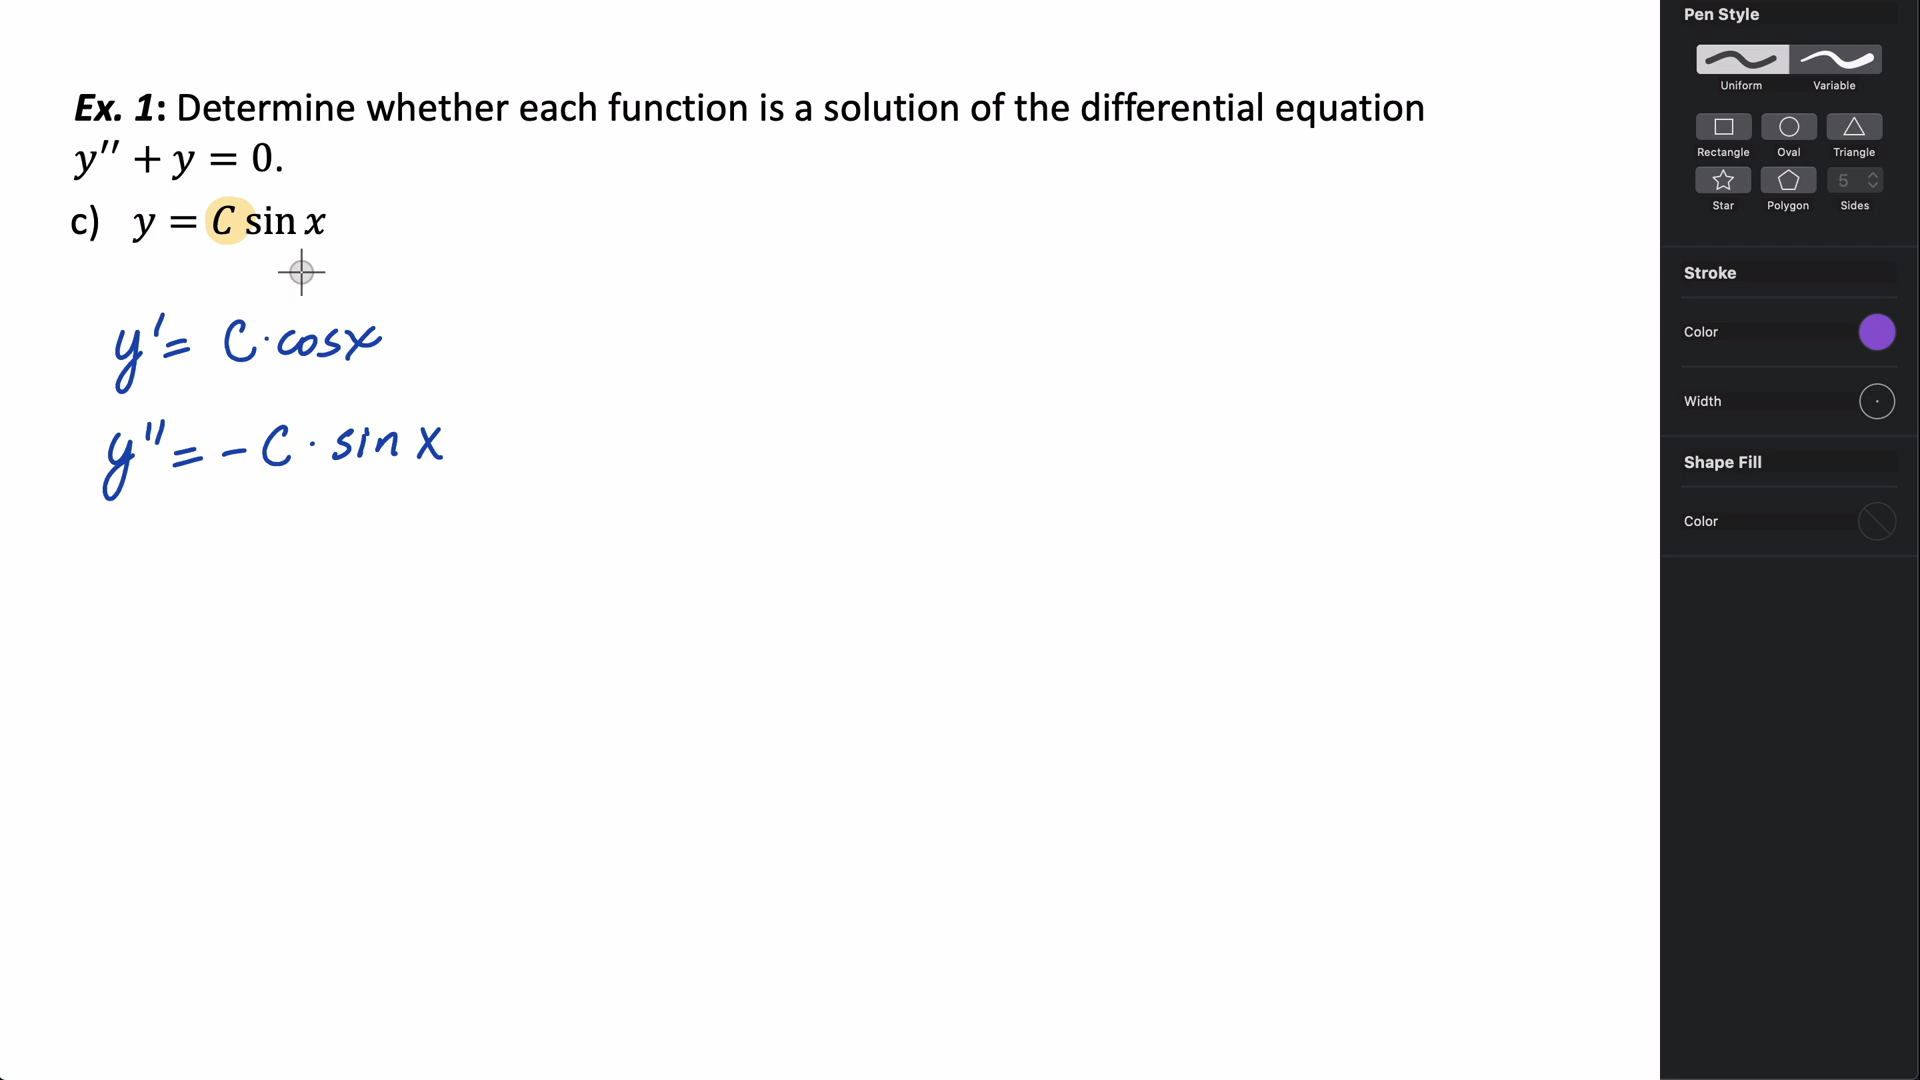 Ex. 1: Determine whether each function is a solution of the differential equation
y″ + y = 0.
c) y = C sin x
y' = C · cosx
y'' = - C · sin x
Pen Style
Uniform Variable
Rectangle Oval Triangle
5
Star Polygon Sides
Stroke
Color
Width
Shape Fill
Color